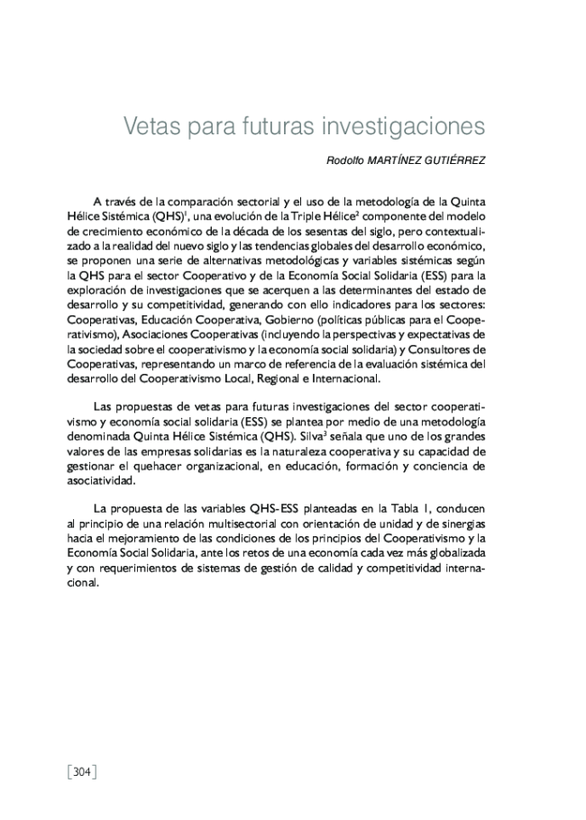 Vetas para futuras investigaciones
Rodolfo MARTÍNEZ GUTIÉRREZ
A través de la comparación sectorial y el uso de la metodología de la Quinta
Hélice Sistémica (QHS)1, una evolución de la Triple Hélice2 componente del modelo
de crecimiento económico de la década de los sesentas del siglo, pero contextuali-
zado a la realidad del nuevo siglo y las tendencias globales del desarrollo económico,
se proponen una serie de alternativas metodológicas y variables sistémicas según
la QHS para el sector Cooperativo y de la Economía Social Solidaria (ESS) para la
exploración de investigaciones que se acerquen a las determinantes del estado de
desarrollo y su competitividad, generando con ello indicadores para los sectores:
Cooperativas, Educación Cooperativa, Gobierno (políticas públicas para el Coope-
rativismo), Asociaciones Cooperativas (incluyendo la perspectivas y expectativas de
la sociedad sobre el cooperativismo y la economía social solidaria) y Consultores de
Cooperativas, representando un marco de referencia de la evaluación sistémica del
desarrollo del Cooperativismo Local, Regional e Internacional.
Las propuestas de vetas para futuras investigaciones del sector cooperati-
vismo y economía social solidaria (ESS) se plantea por medio de una metodología
denominada Quinta Hélice Sistémica (QHS). Silva3 señala que uno de los grandes
valores de las empresas solidarias es la naturaleza cooperativa y su capacidad de
gestionar el quehacer organizacional, en educación, formación y conciencia de
asociatividad.
La propuesta de las variables QHS-ESS planteadas en la Tabla 1, conducen
al principio de una relación multisectorial con orientación de unidad y de sinergias
hacia el mejoramiento de las condiciones de los principios del Cooperativismo y la
Economía Social Solidaria, ante los retos de una economía cada vez más globalizada
y con requerimientos de sistemas de gestión de calidad y competitividad interna-
cional.
[304]